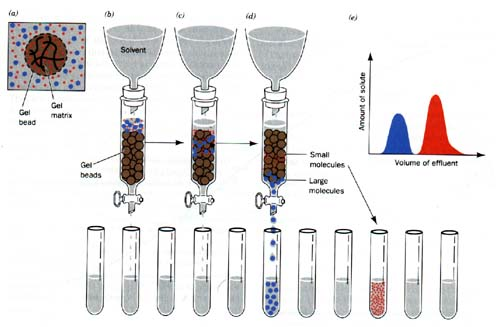 (a)
(b)
(c)
(d)
(e)
Solvent
Gel
bead
Gel
matrix
Gel
beads
Small
molecules
Large
molecules
Amount of solute
Volume of effluent